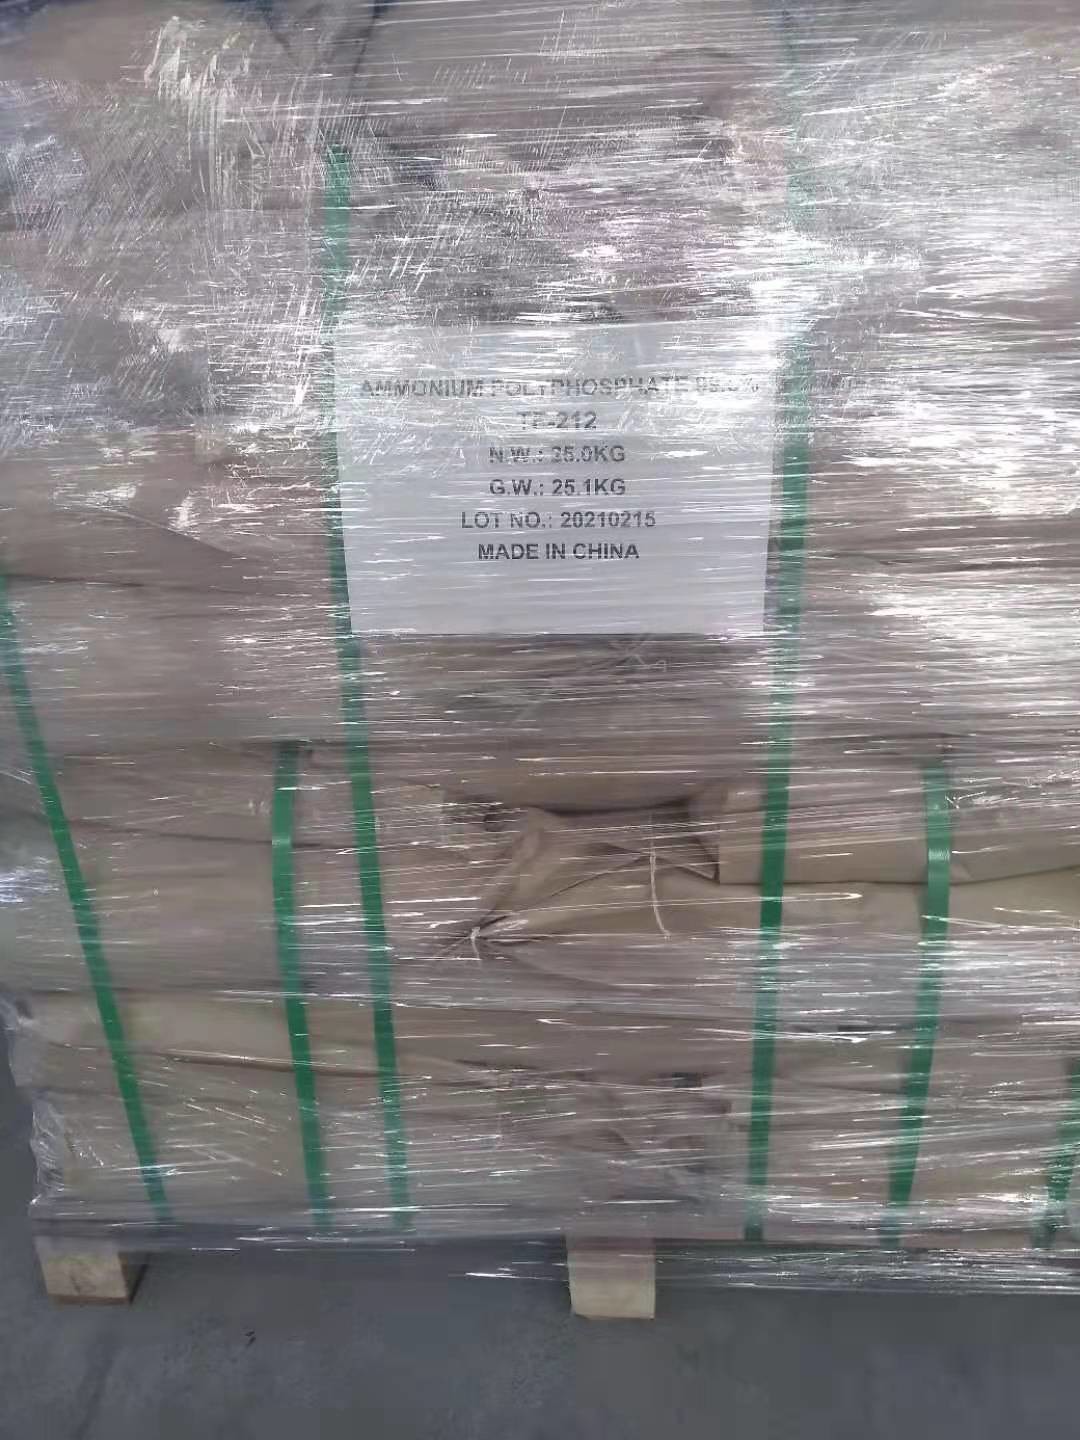 AMMONIUM POLYPHOSPHATE
TF-212
N.W.: 25.0KG
G.W.: 25.1KG
LOT NO.: 20210215
MADE IN CHINA